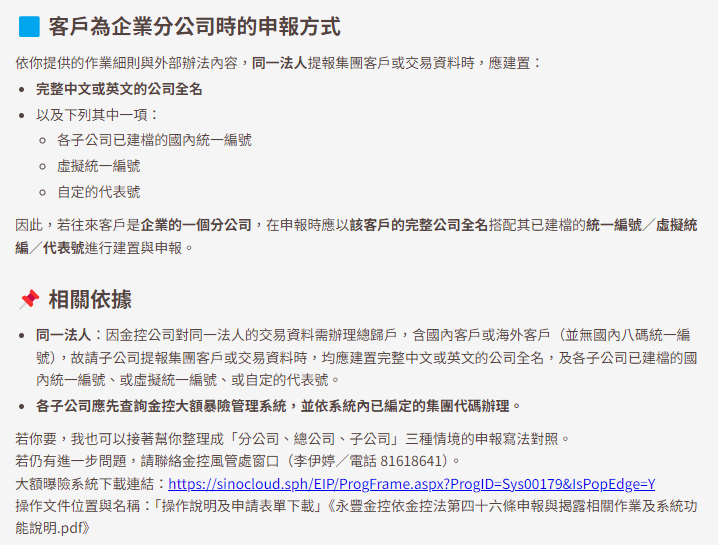 客戶為企業分公司時的申報方式
依你提供的作業細則與外部辦法內容，同一法人提報集團客戶或交易資料時，應建置：
• 完整中文或英文的公司全名
• 以及下列其中一項：
○ 各子公司已建檔的國內統一編號
○ 虛擬統一編號
○ 自定的代表號
因此，若往來客戶是企業的一個分公司，在申報時應以該客戶的完整公司全名搭配其已建檔的統一編號／虛擬統
編／代表號進行建置與申報。
📌 相關依據
• 同一法人：因金控公司對同一法人的交易資料需辦理總歸戶，含國內客戶或海外客戶（並無國內八碼統一編
號），故請子公司提報集團客戶或交易資料時，均應建置完整中文或英文的公司全名，及各子公司已建檔的國
內統一編號、或虛擬統一編號、或自定的代表號。
• 各子公司應先查詢金控大額暴險管理系統，並依系統內已編定的集團代碼辦理。
若你要，我也可以接著幫你整理成「分公司、總公司、子公司」三種情境的申報寫法對照。
若仍有進一步問題，請聯絡金控風管處窗口（李伊婷／電話 81618641）。
大額曝險系統下載連結：https://sinocloud.sph/EIP/ProgFrame.aspx?ProgID=Sys00179&IsPopEdge=Y
操作文件位置與名稱：「操作說明及申請表單下載」《永豐金控依金控法第四十六條申報與揭露相關作業及系統功
能說明.pdf》